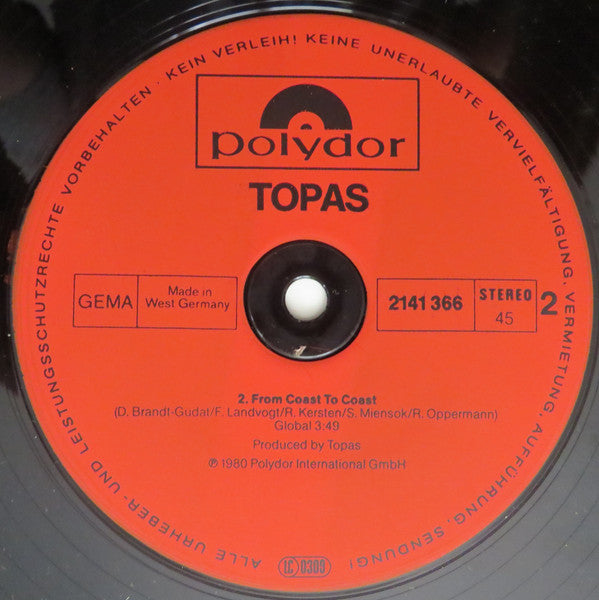 ALLE URHEBER- UND LEISTUNGSSCHUTZRECHTE VORBEHALTEN · KEIN VERLEIH! KEINE UNERLAUBTE VERVIELFÄLTIGUNG, VERMIETUNG, AUFFÜHRUNG, SENDUNG!
polydor
TOPAS
GEMA
Made in
West Germany
2141 366
STEREO
45
2
2. From Coast To Coast
(D. Brandt-Gudat/F. Landvogt/R. Kersten/S. Miensok/R. Oppermann)
Global 3:49
Produced by Topas
℗ 1980 Polydor International GmbH
LC 0309